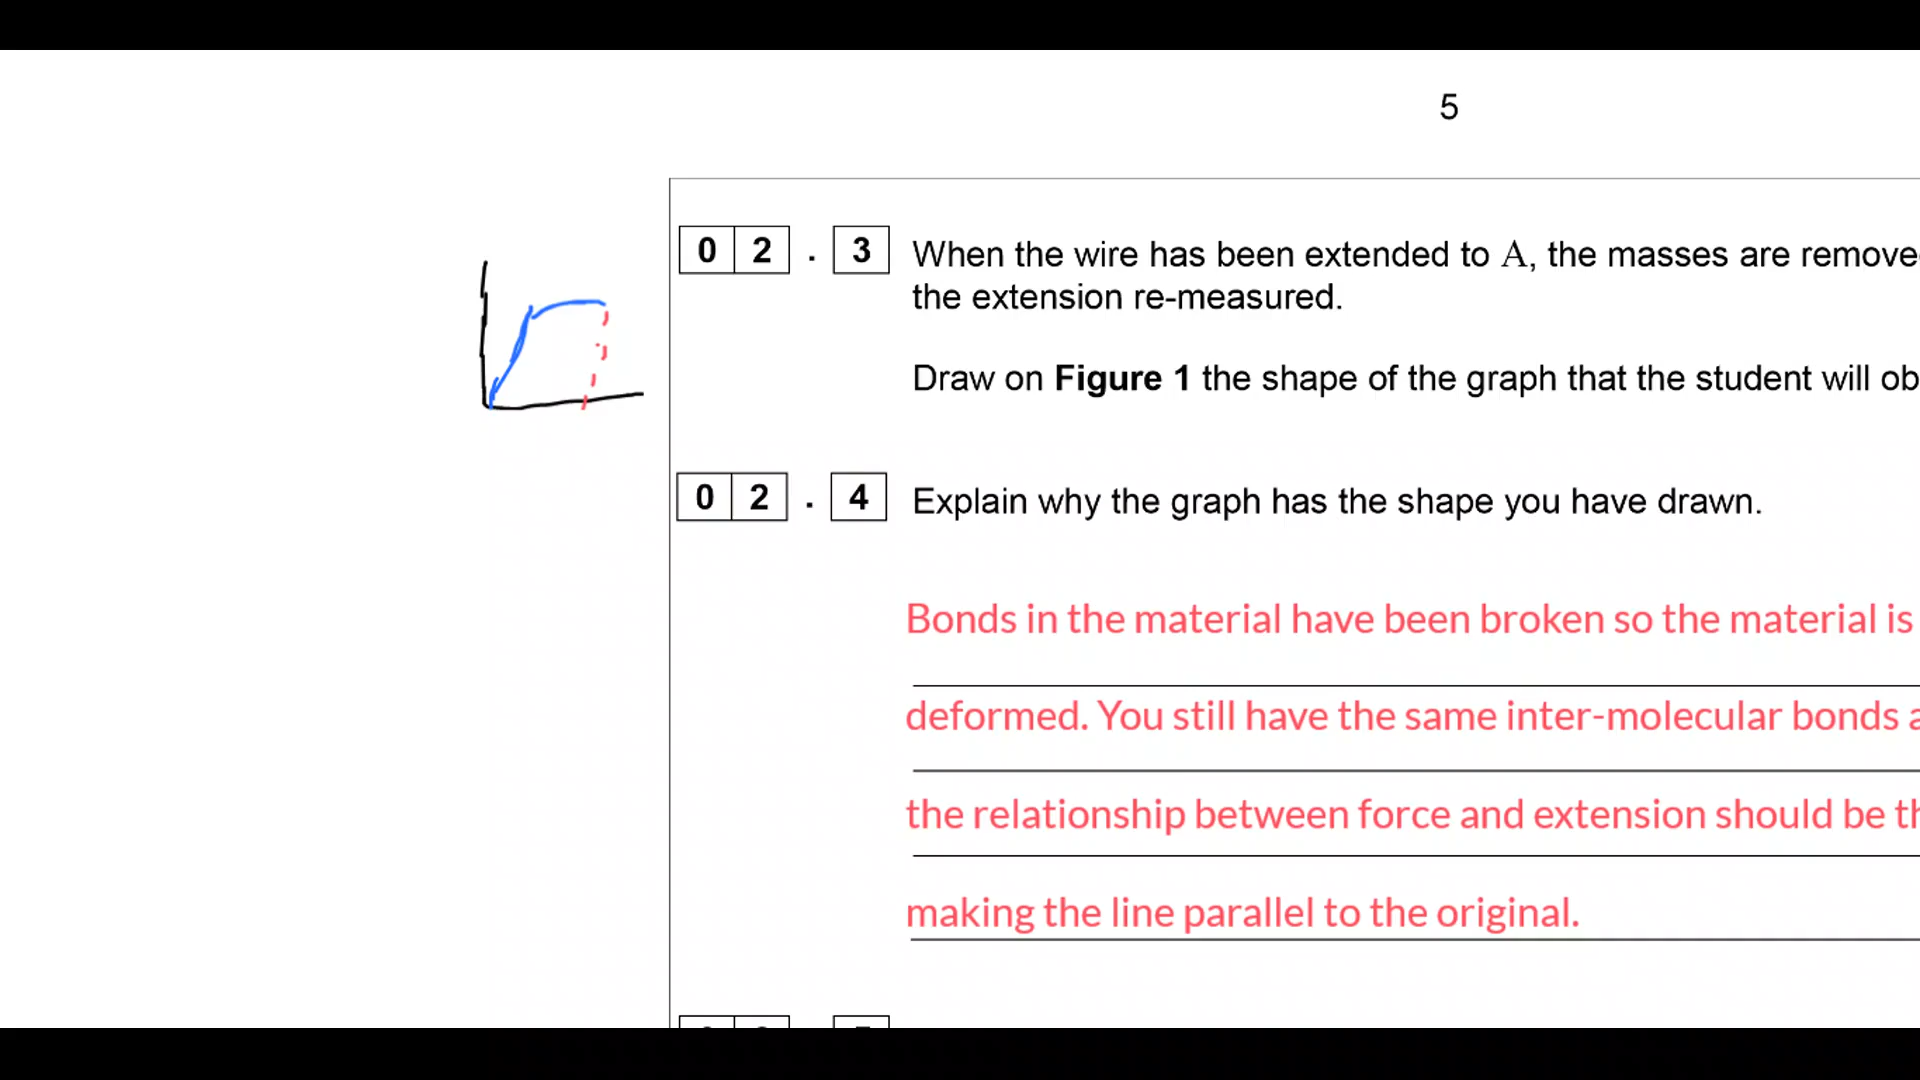 5
02.3 When the wire has been extended to A, the masses are remove
the extension re-measured.
Draw on Figure 1 the shape of the graph that the student will ob
02.4 Explain why the graph has the shape you have drawn.
Bonds in the material have been broken so the material is
deformed. You still have the same inter-molecular bonds a
the relationship between force and extension should be th
making the line parallel to the original.